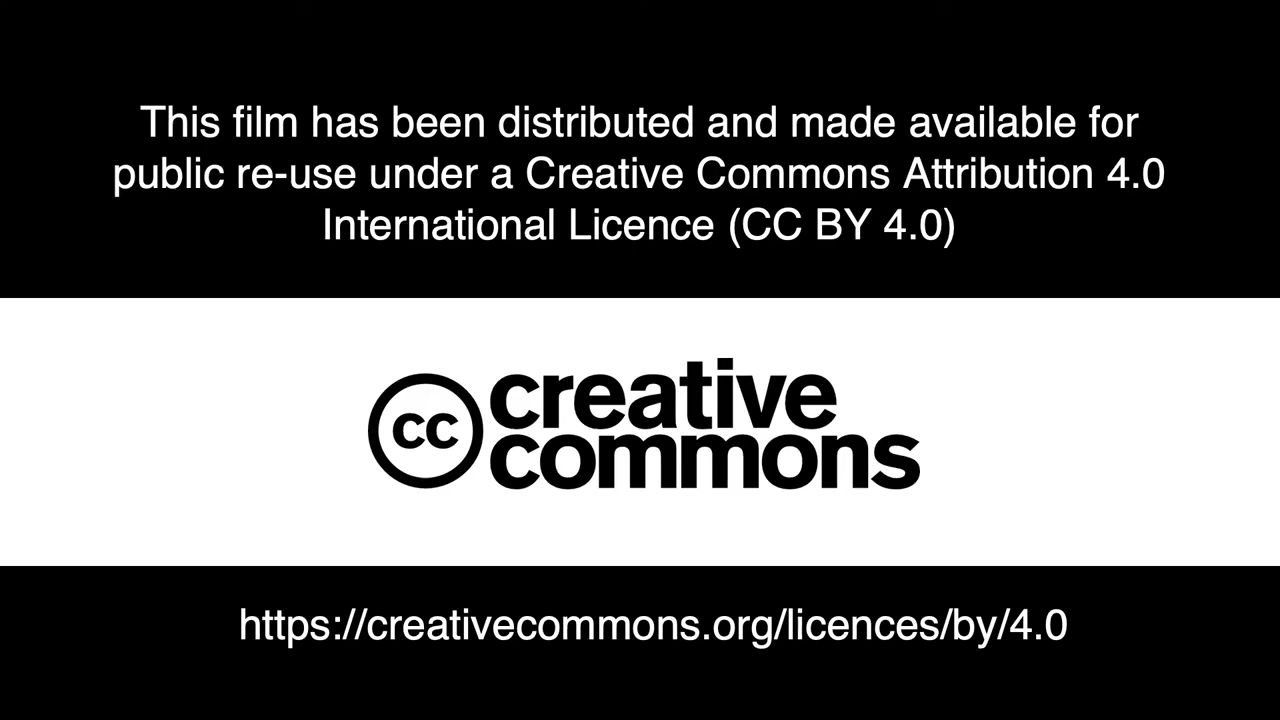 This film has been distributed and made available for
public re-use under a Creative Commons Attribution 4.0
International Licence (CC BY 4.0)
cc creative
commons
https://creativecommons.org/licences/by/4.0